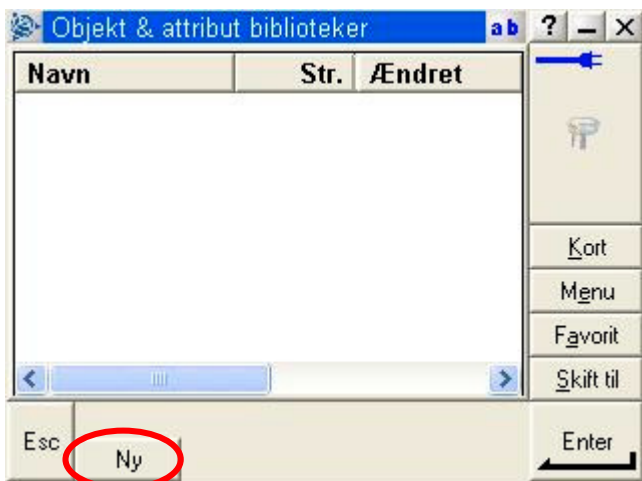 Objekt & attribut biblioteker ab ? – X
Navn Str. Ændret
Kort
Menu
Favorit
Skift til
Esc Ny Enter